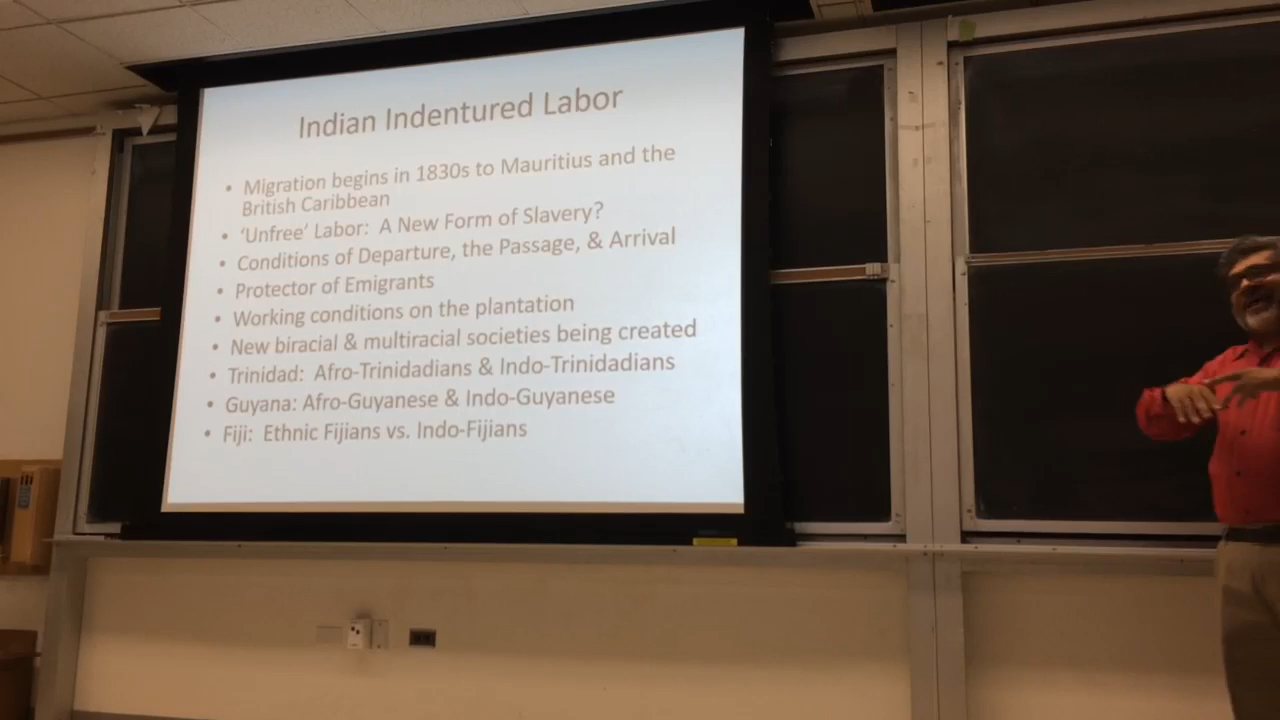 Indian Indentured Labor
• Migration begins in 1830s to Mauritius and the
British Caribbean
• ‘Unfree’ Labor: A New Form of Slavery?
• Conditions of Departure, the Passage, & Arrival
• Protector of Emigrants
• Working conditions on the plantation
• New biracial & multiracial societies being created
• Trinidad: Afro-Trinidadians & Indo-Trinidadians
• Guyana: Afro-Guyanese & Indo-Guyanese
• Fiji: Ethnic Fijians vs. Indo-Fijians